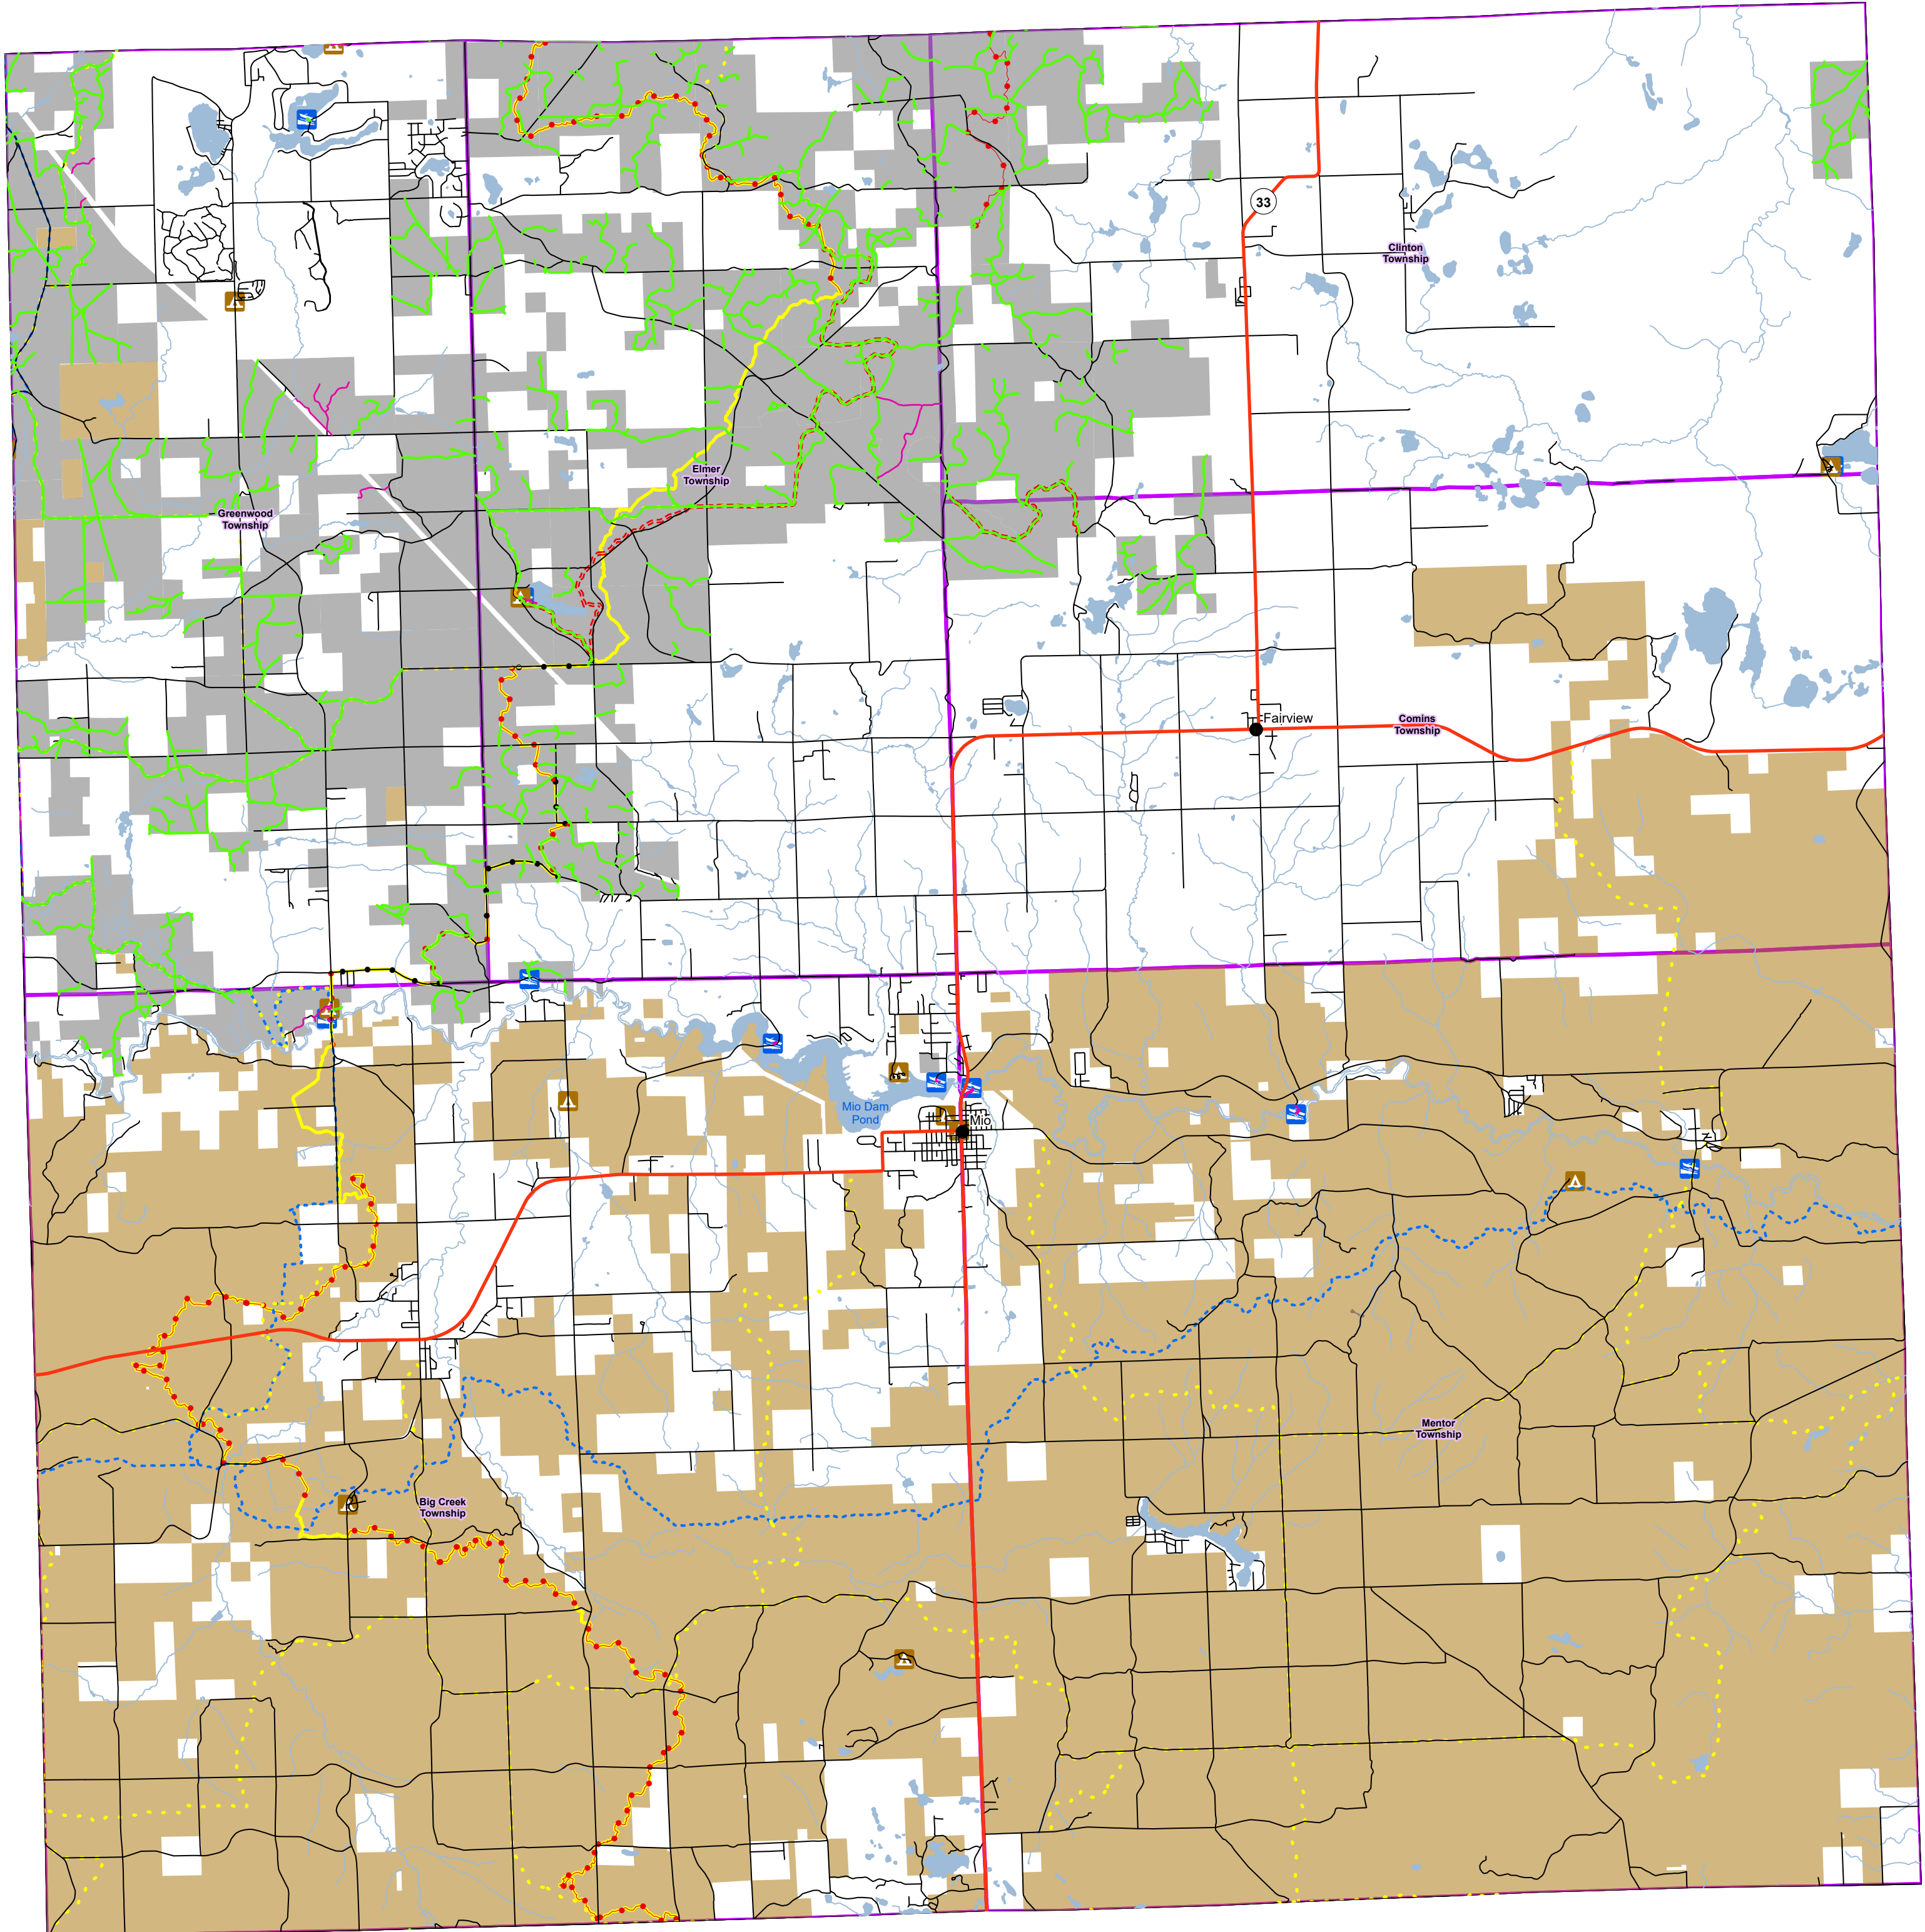 33
Clinton
Township
Elmer
Township
Greenwood
Township
Fairview
Comins
Township
Mio Dam
Pond
Mio
Mentor
Township
Big Creek
Township